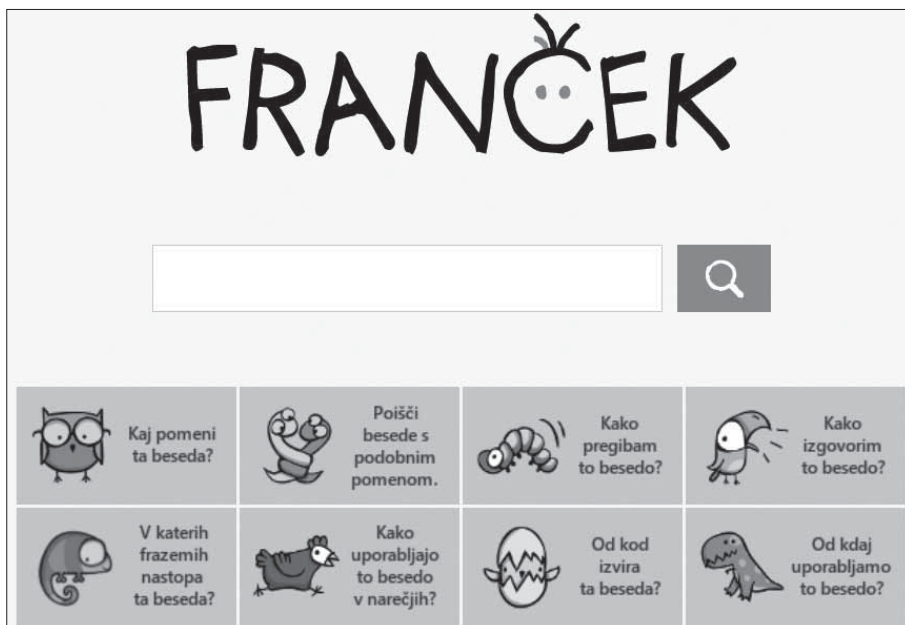 FRANČEK
Kaj pomeni
ta beseda?
Poišči
besede s
podobnim
pomenom.
Kako
pregibam
to besedo?
Kako
izgovorim
to besedo?
V katerih
frazemih
nastopa
ta beseda?
Kako
uporabljajo
to besedo
v narečjih?
Od kod
izvira
ta beseda?
Od kdaj
uporabljamo
to besedo?